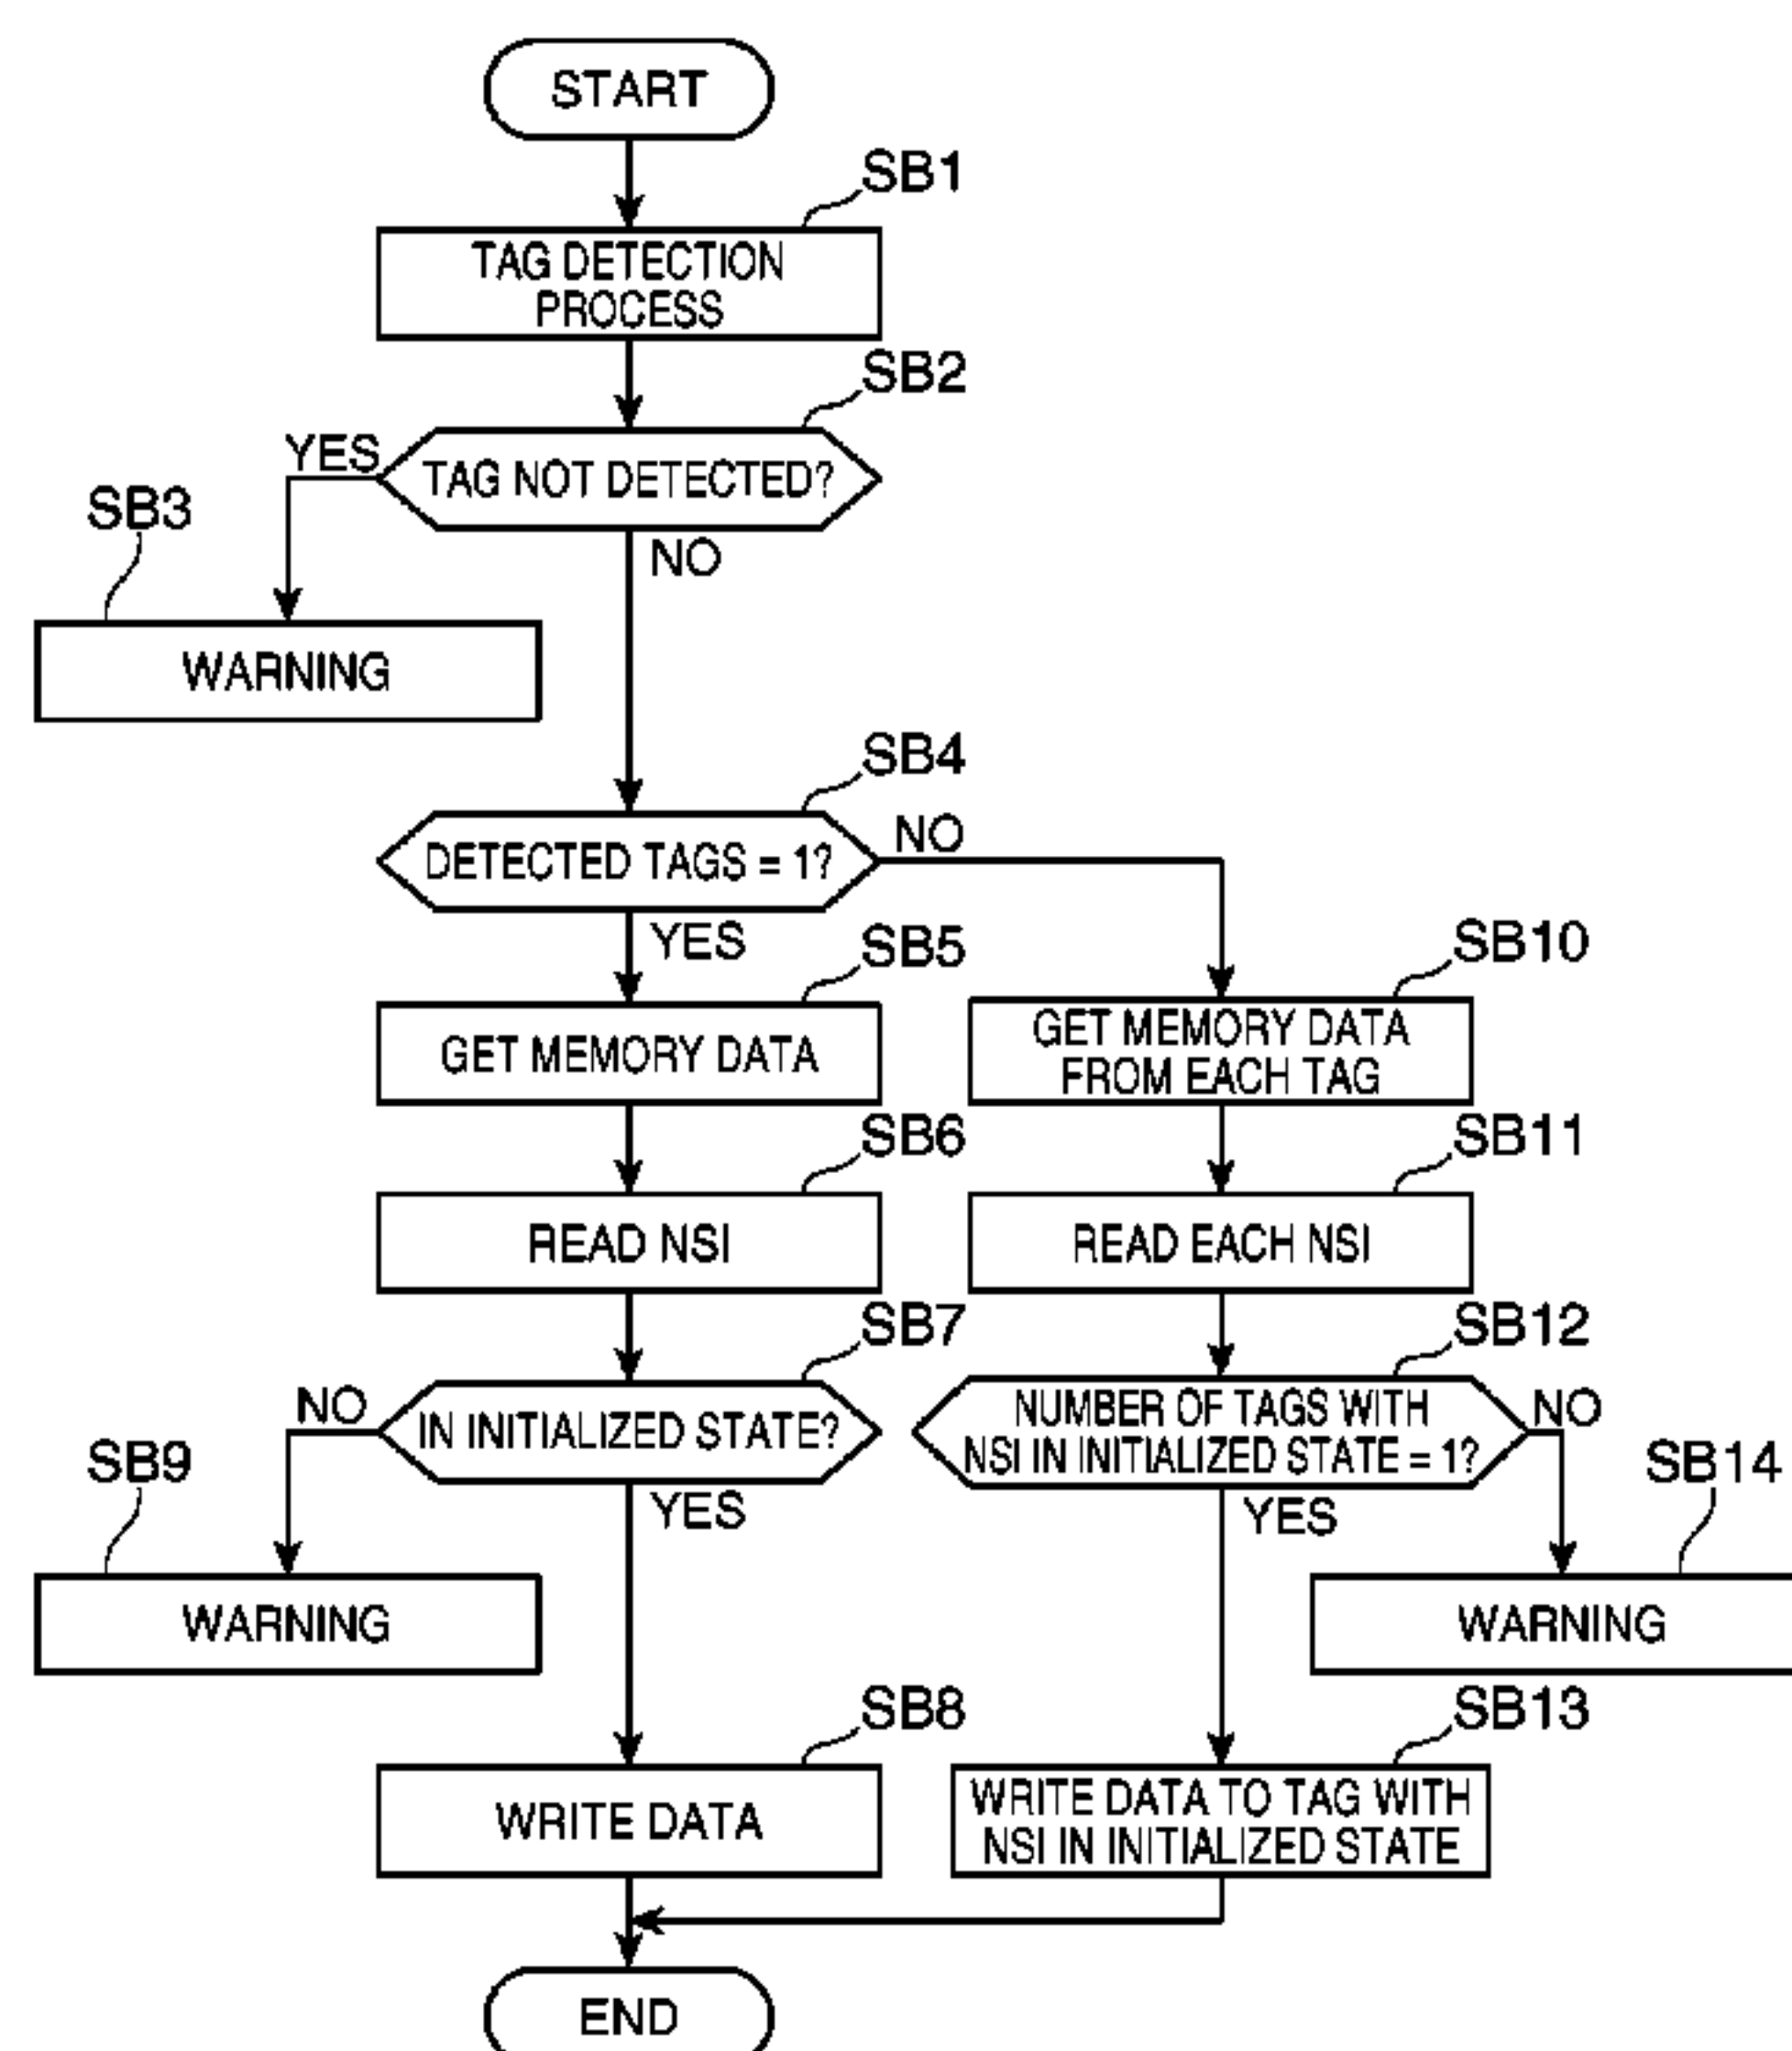 START
SB1
TAG DETECTION
PROCESS
SB2
YES
TAG NOT DETECTED?
SB3
NO
WARNING
SB4
DETECTED TAGS = 1?
NO
YES
SB5
SB10
GET MEMORY DATA
GET MEMORY DATA
FROM EACH TAG
SB6
SB11
READ NSI
READ EACH NSI
SB7
SB12
NO
IN INITIALIZED STATE?
NUMBER OF TAGS WITH
NSI IN INITIALIZED STATE = 1?
NO
SB9
YES
YES
SB14
WARNING
WARNING
SB8
SB13
WRITE DATA
WRITE DATA TO TAG WITH
NSI IN INITIALIZED STATE
END